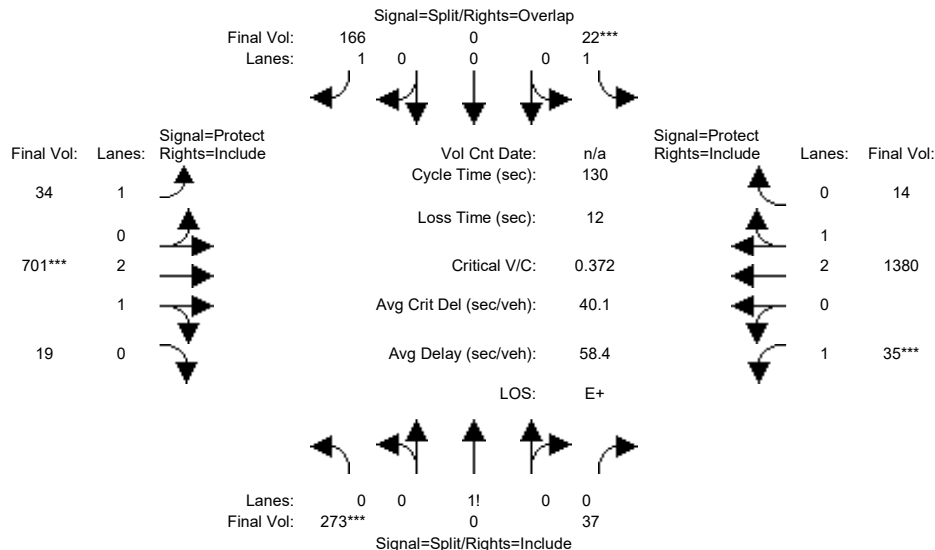 Signal=Split/Rights=Overlap
Final Vol: 166 0 22***
Lanes: 1 0 0 0 1
Signal=Protect Signal=Protect
Final Vol: Lanes: Rights=Include Vol Cnt Date: n/a Rights=Include Lanes: Final Vol:
Cycle Time (sec): 130
34 1 0 14
Loss Time (sec): 12
0 1
701*** 2 Critical V/C: 0.372 2 1380
1 Avg Crit Del (sec/veh): 40.1 0
19 0 Avg Delay (sec/veh): 58.4 1 35***
LOS: E+
Lanes: 0 0 1! 0 0
Final Vol: 273*** 0 37
Signal=Split/Rights=Include